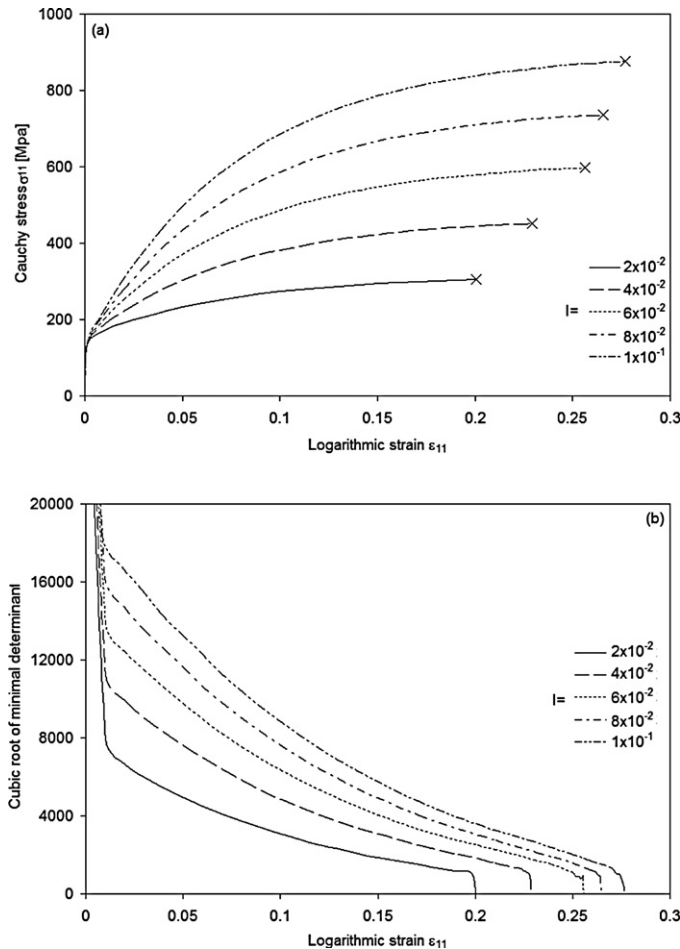 (a)
1000
800
600
400
200
0
Cauchy stress σ11 [Mpa]
0 0.05 0.1 0.15 0.2 0.25 0.3
Logarithmic strain ε11
I=
2x10-2
4x10-2
6x10-2
8x10-2
1x10-1
(b)
20000
16000
12000
8000
4000
0
Cubic root of minimal determinanl
0 0.05 0.1 0.15 0.2 0.25 0.3
Logarithmic strain ε11
I=
2x10-2
4x10-2
6x10-2
8x10-2
1x10-1